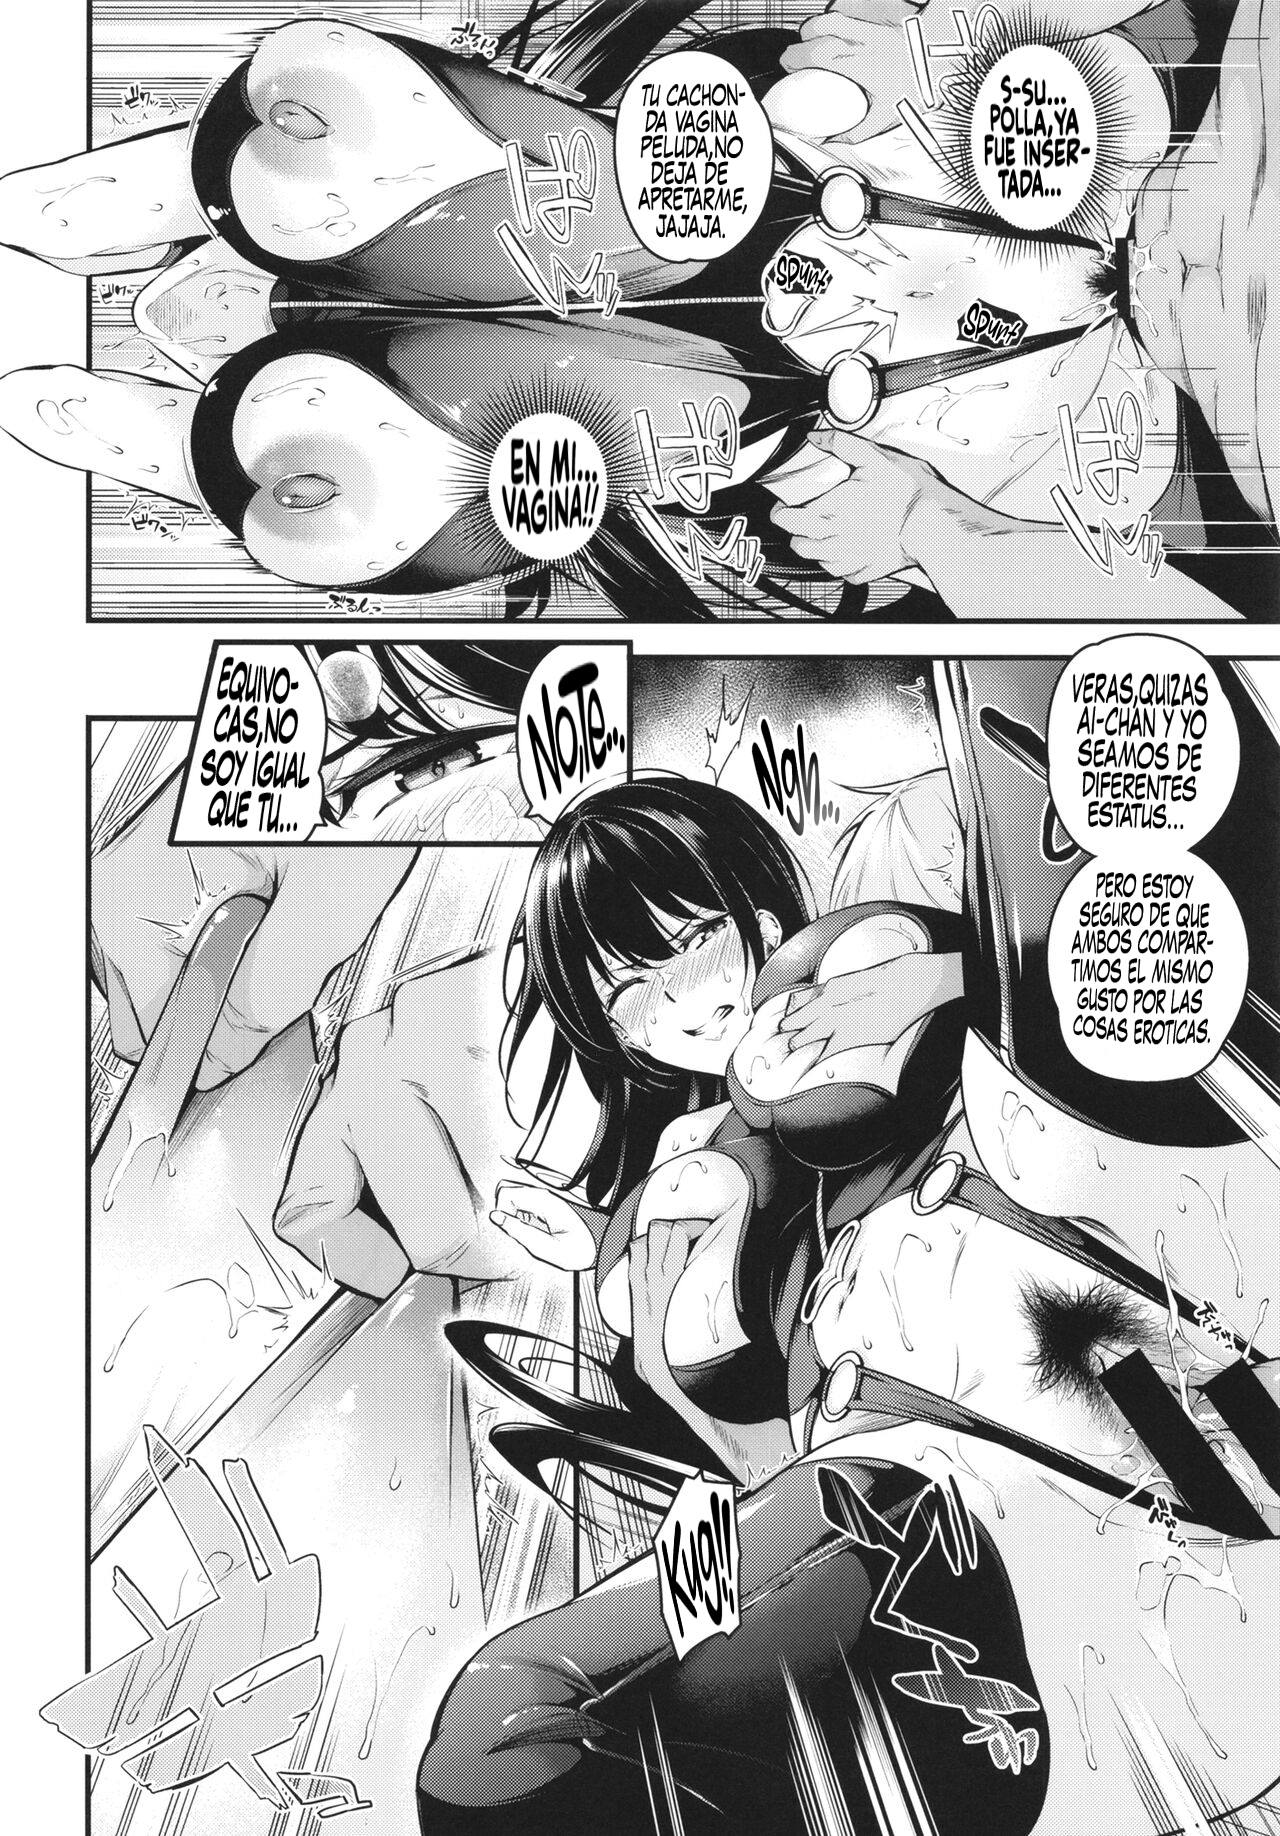 S-SU...
POLLA,YA
FUE INSER-
TADA...
TU CACHON-
DA VAGINA
PELUDA,NO
DEJA DE
APRETARME,
JAJAJA.
Spurt
Spurt
EN MI...
VAGINA!!
VERAS,QUIZAS
AI-CHAN Y YO
SEAMOS DE
DIFERENTES
ESTATUS...
PERO ESTOY
SEGURO DE QUE
AMBOS COMPAR-
TIMOS EL MISMO
GUSTO POR LAS
COSAS EROTICAS.
Ngh...
NO,TE...
EQUIVO-
CAS,NO
SOY IGUAL
QUE TU...
Kug!!